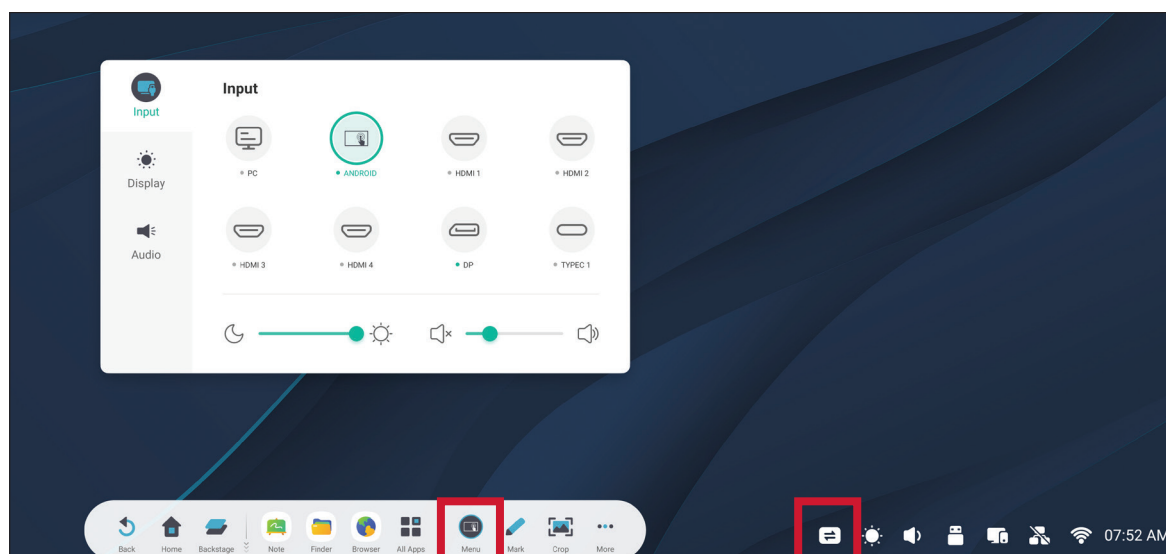 Input
Input
PC
ANDROID
HDMI 1
HDMI 2
Display
HDMI 3
HDMI 4
DP
TYPEC 1
Audio
Back
Home
Backstage
Note
Finder
Browser
All Apps
Menu
Mark
Crop
More
07:52 AM